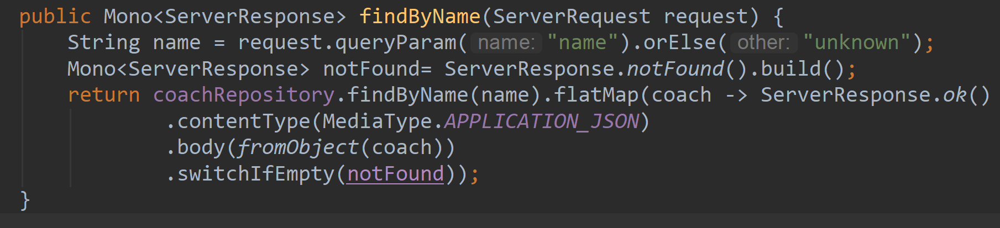 public Mono<ServerResponse> findByName(ServerRequest request) {
    String name = request.queryParam( name: "name").orElse( other: "unknown");
    Mono<ServerResponse> notFound= ServerResponse.notFound().build();
    return coachRepository.findByName(name).flatMap(coach -> ServerResponse.ok()
            .contentType(MediaType.APPLICATION_JSON)
            .body(fromObject(coach))
            .switchIfEmpty(notFound));
}